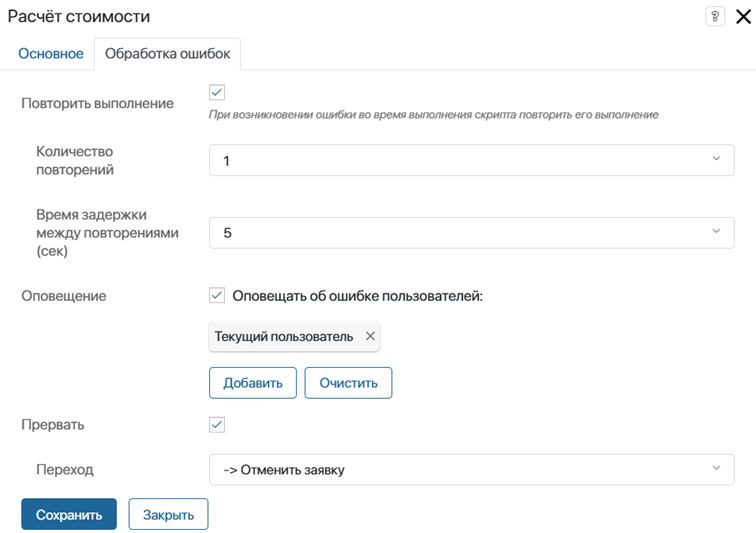 Расчёт стоимости
?
Основное Обработка ошибок
Повторить выполнение
При возникновении ошибки во время выполнения скрипта повторить его выполнение
Количество
повторений
1
Время задержки
между повторениями
(сек)
5
Оповещение
Оповещать об ошибке пользователей:
Текущий пользователь
Добавить Очистить
Прервать
Переход
-> Отменить заявку
Сохранить Закрыть